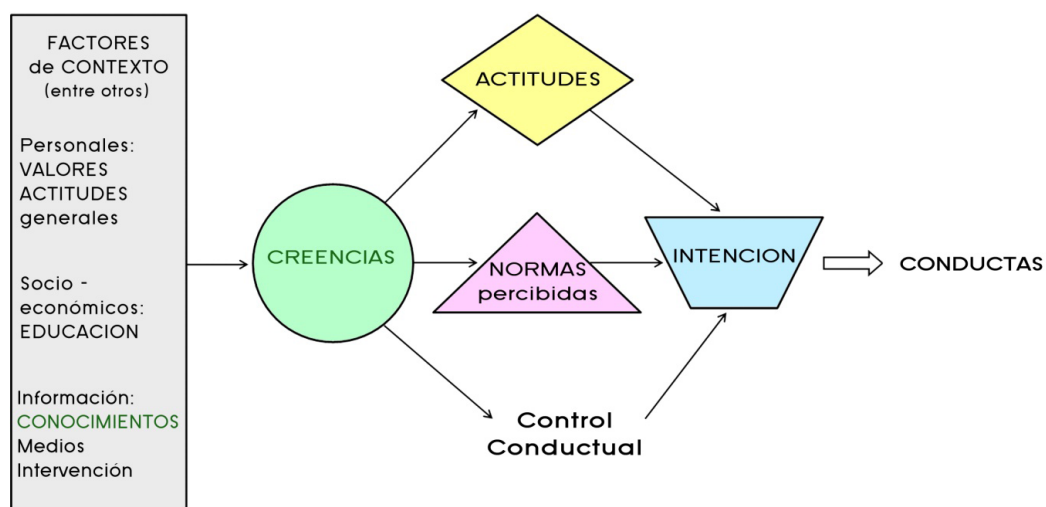 FACTORES
de CONTEXTO
(entre otros)
Personales:
VALORES
ACTITUDES
generales
Socio -
económicos:
EDUCACION
Información:
CONOCIMIENTOS
Medios
Intervención
CREENCIAS
ACTITUDES
NORMAS
percibidas
Control
Conductual
INTENCION
CONDUCTAS